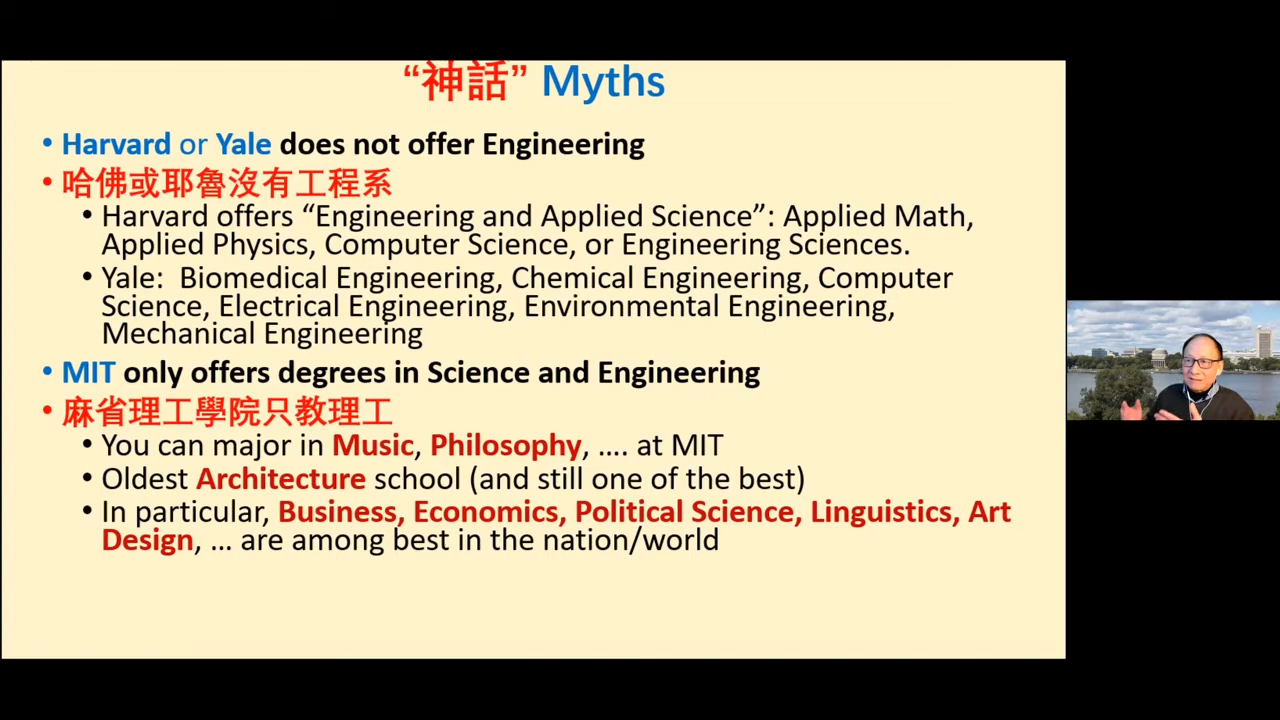 “神話” Myths
• Harvard or Yale does not offer Engineering
• 哈佛或耶魯沒有工程系
• Harvard offers “Engineering and Applied Science”: Applied Math,
Applied Physics, Computer Science, or Engineering Sciences.
• Yale: Biomedical Engineering, Chemical Engineering, Computer
Science, Electrical Engineering, Environmental Engineering,
Mechanical Engineering
• MIT only offers degrees in Science and Engineering
• 麻省理工學院只教理工
• You can major in Music, Philosophy, …. at MIT
• Oldest Architecture school (and still one of the best)
• In particular, Business, Economics, Political Science, Linguistics, Art
Design, … are among best in the nation/world